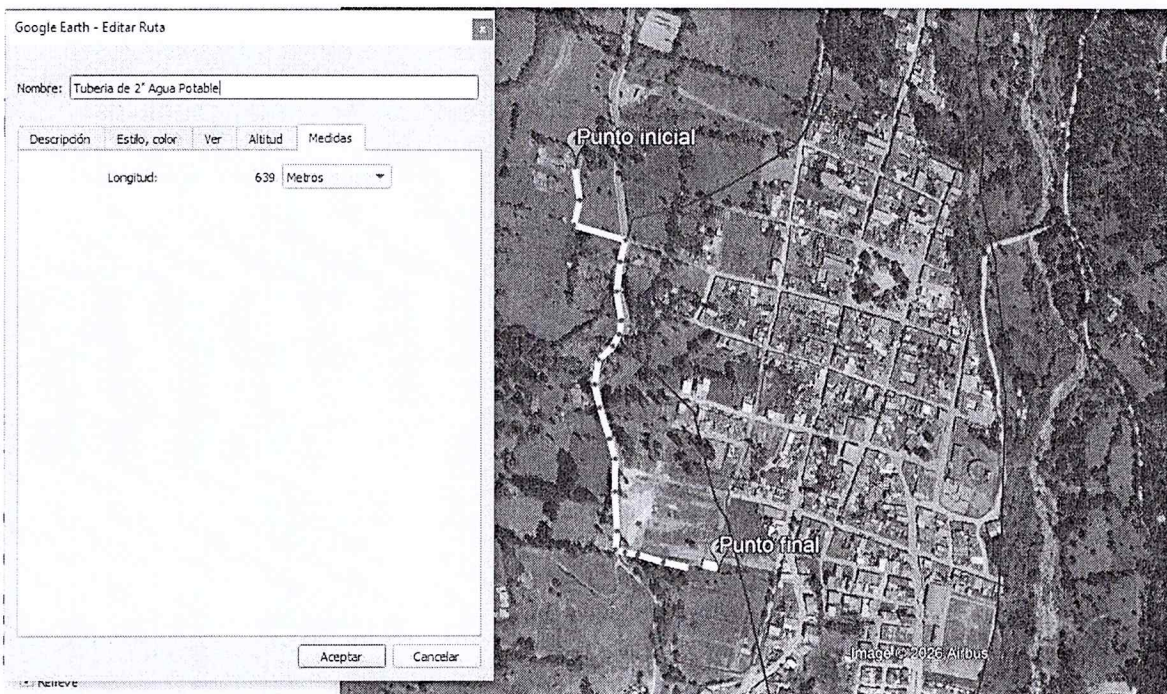 Google Earth - Editar Ruta
x
Nombre: Tuberia de 2" Agua Potable
Descripción Estilo, color Ver Altitud Medidas
Longitud: 639 Metros
Aceptar Cancelar
Relieve
Punto inicial
Punto final
Image © 2026 Airbus